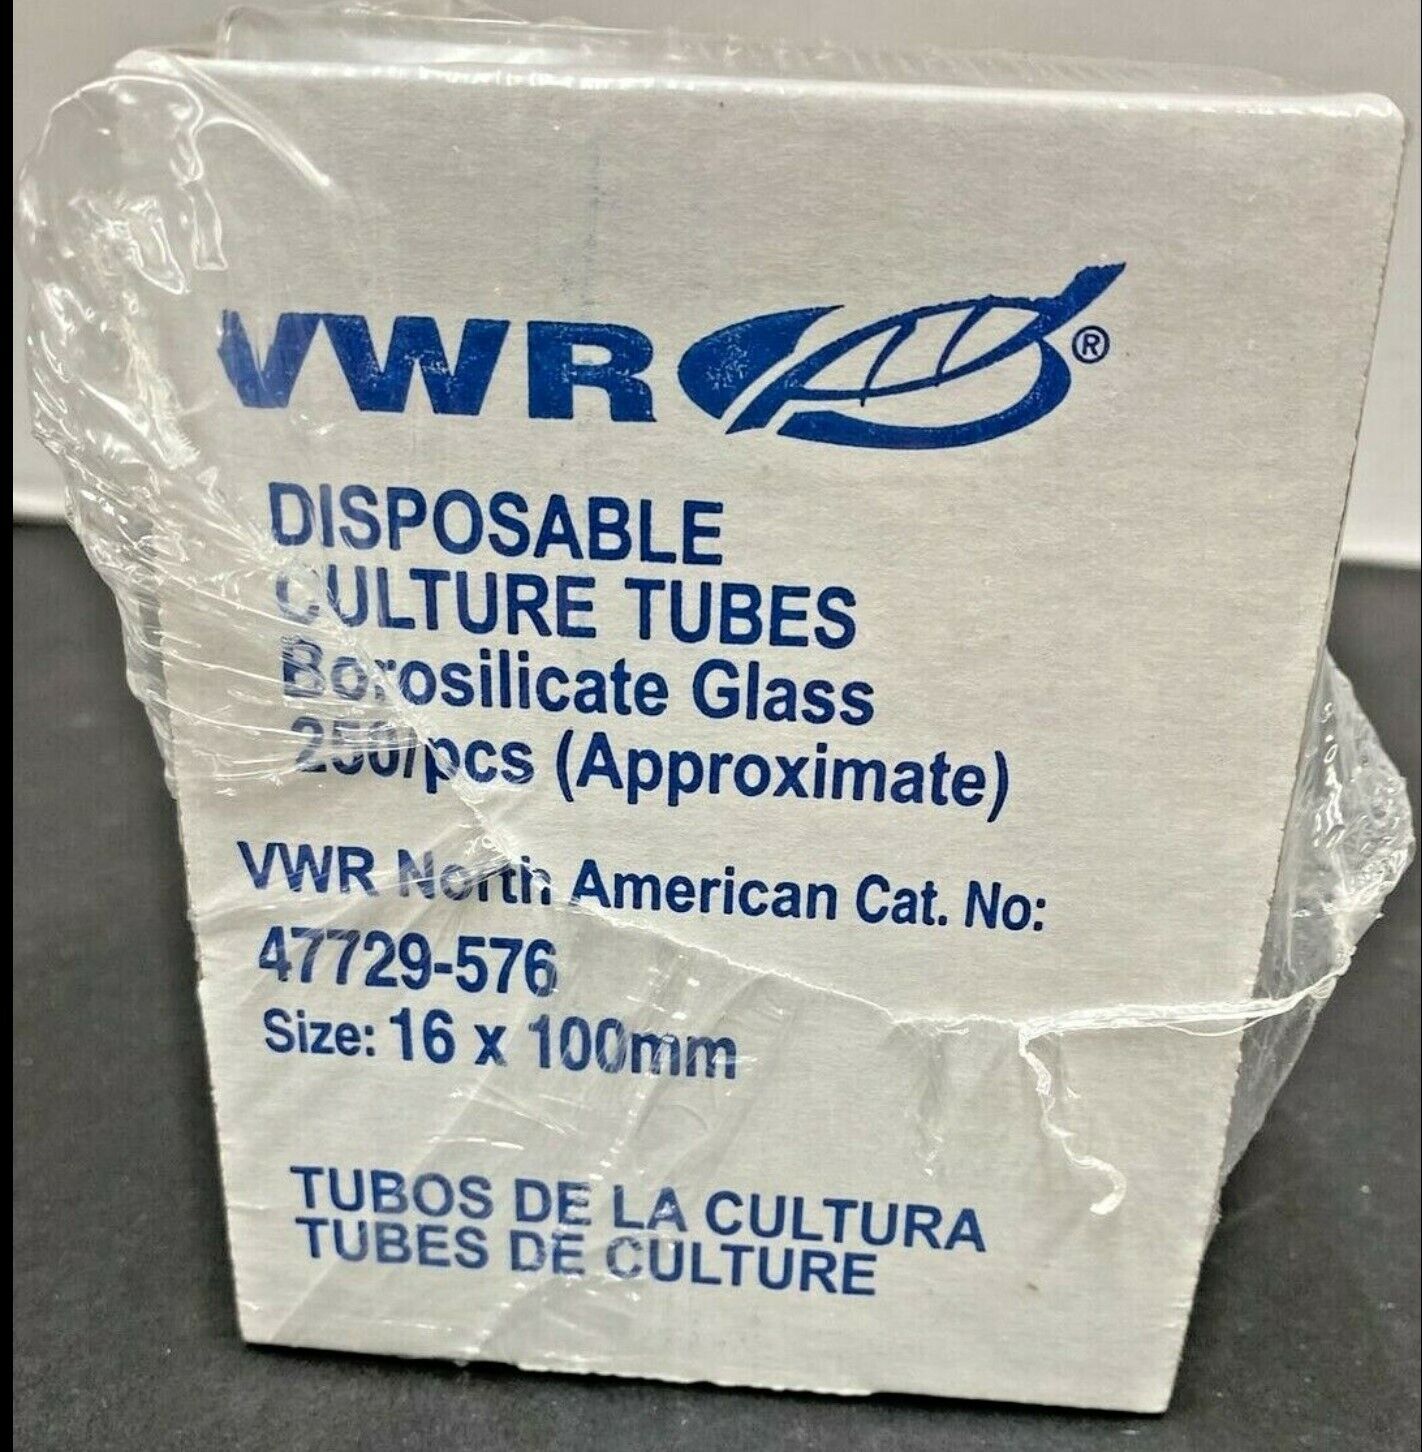 VWR ®
DISPOSABLE
CULTURE TUBES
Borosilicate Glass
250/pcs (Approximate)
VWR North American Cat. No:
47729-576
Size: 16 x 100mm
TUBOS DE LA CULTURA
TUBES DE CULTURE